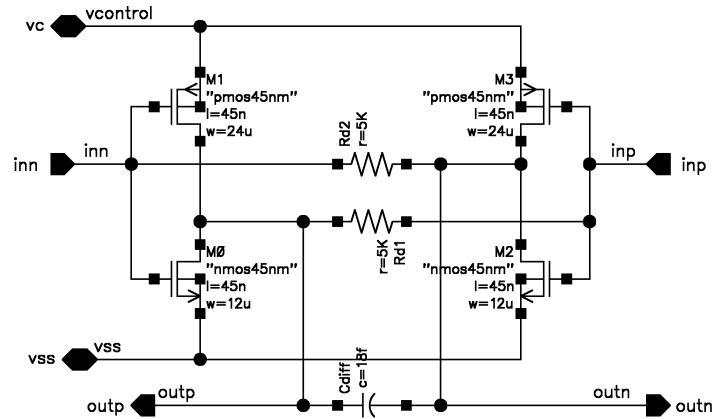 vc
vcontrol
M1
"pmos45nm"
l=45n
w=24u
M3
"pmos45nm"
l=45n
w=24u
Rd2
r=5K
inn
inn
inp
inp
r=5K
Rd1
MØ
"nmos45nm"
l=45n
w=12u
M2
"nmos45nm"
l=45n
w=12u
vss
vss
Cdiff
c=18f
outp
outp
outn
outn